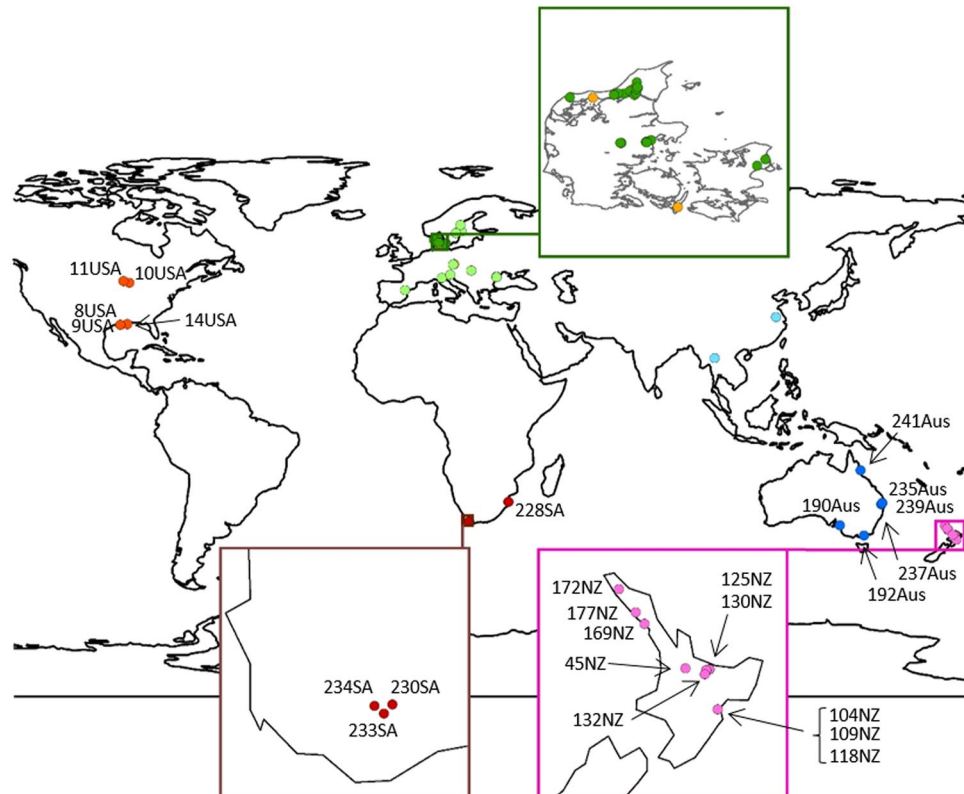 11USA
10USA
8USA
9USA
14USA
241Aus
235Aus
239Aus
190Aus
228SA
237Aus
192Aus
172NZ
177NZ
169NZ
125NZ
130NZ
45NZ
132NZ
104NZ
109NZ
118NZ
234SA
230SA
233SA